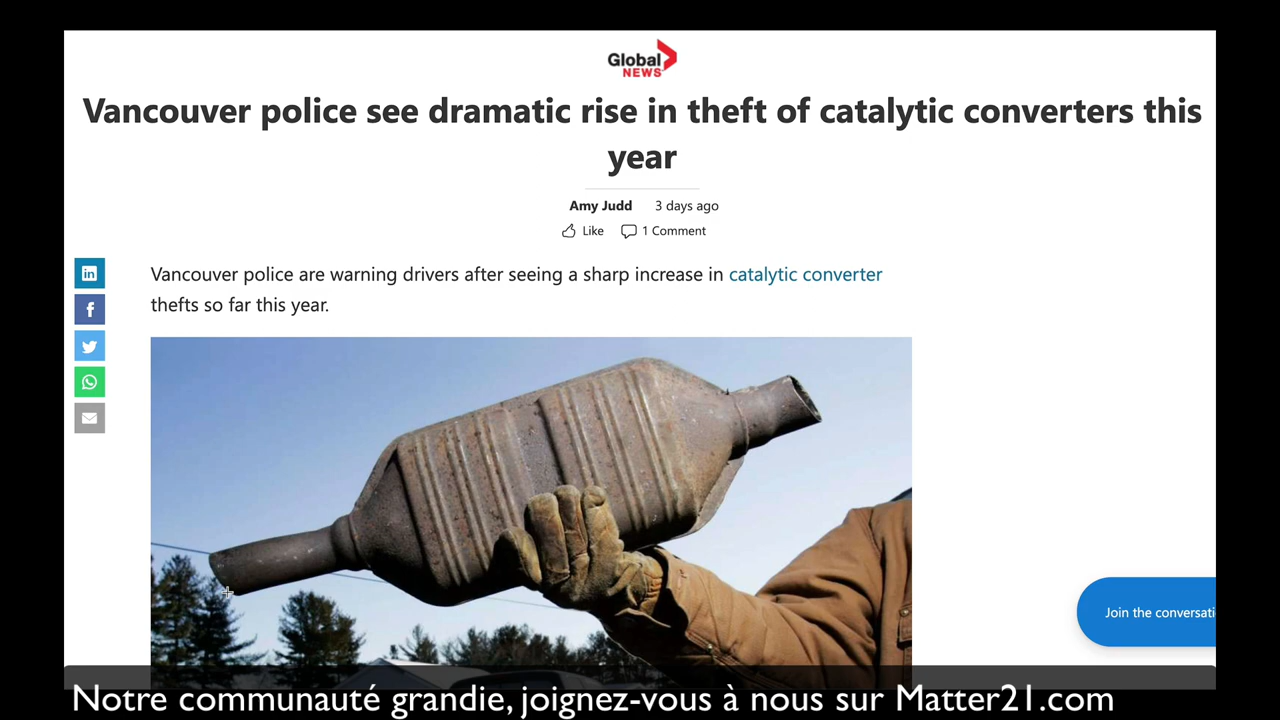 Global
NEWS
Vancouver police see dramatic rise in theft of catalytic converters this
year
Amy Judd 3 days ago
Like 1 Comment
in
f
Vancouver police are warning drivers after seeing a sharp increase in catalytic converter
thefts so far this year.
Join the conversati
Notre communauté grandie, joignez-vous à nous sur Matter21.com